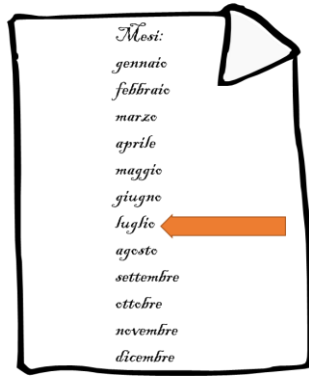 Mesi:
gennaio
febbraio
marzo
aprile
maggio
giugno
luglio
agosto
settembre
ottobre
novembre
dicembre